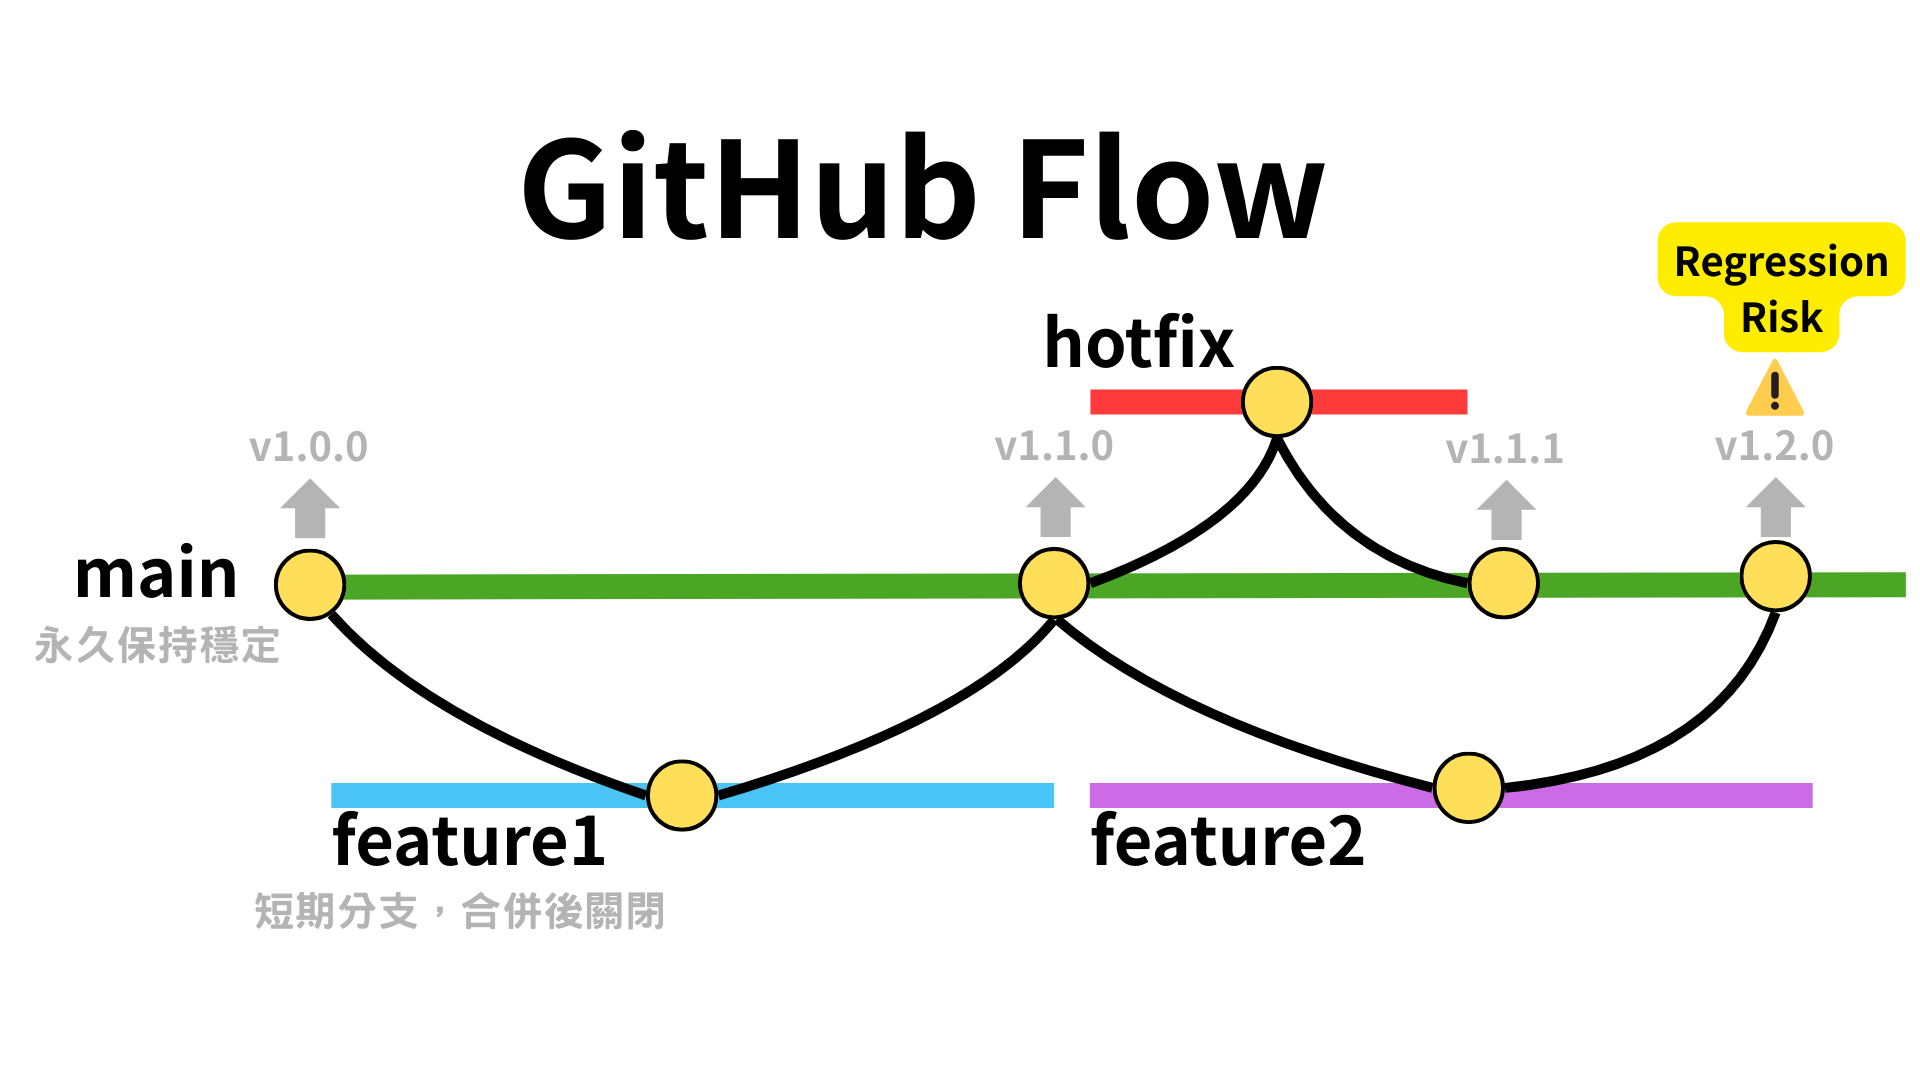 GitHub Flow
Regression
Risk
hotfix
v1.0.0
v1.1.0
v1.1.1
v1.2.0
main
永久保持穩定
feature1
feature2
短期分支，合併後關閉